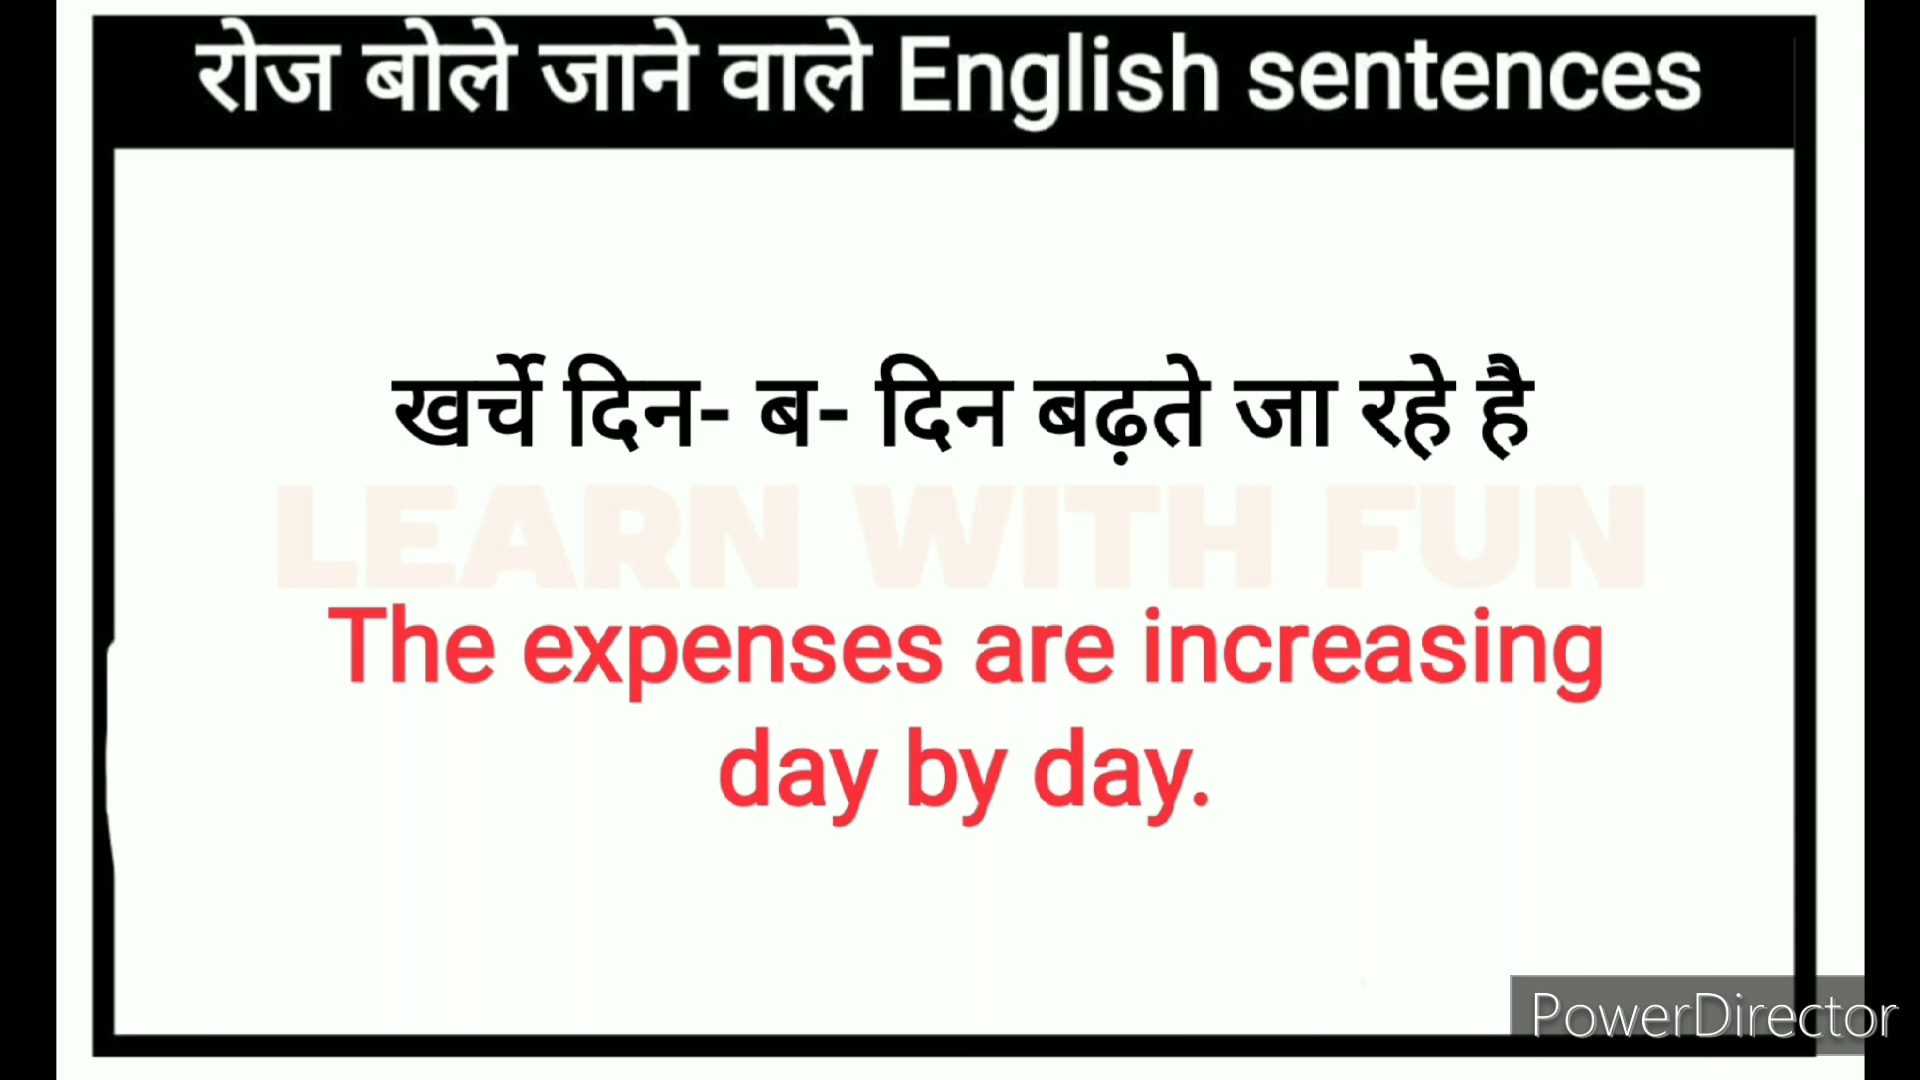 रोज बोले जाने वाले English sentences
खर्चे दिन- ब- दिन बढ़ते जा रहे है
LEARN WITH FUN
The expenses are increasing
day by day.
PowerDirector